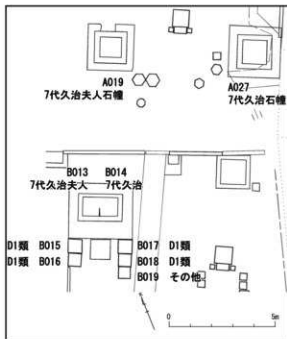 A019
7代久治夫人石幢
A027
7代久治石幢
B013 B014
7代久治夫人 7代久治
D1類 B015 B017 D1類
D1類 B016 B018 D1類
B019 その他
0 5m